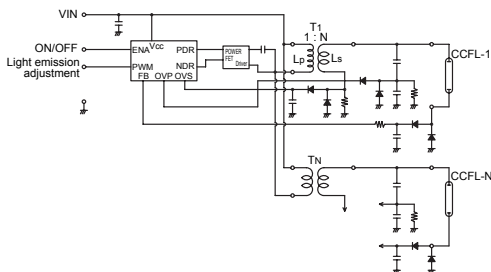 VIN
T1
1 : N
ON/OFF
ENA
Vcc
PDR
POWER
FET
Driver
Lp
Ls
CCFL-1
Light emission
adjustment
PWM
NDR
FB
OVP
OVS
TN
CCFL-N